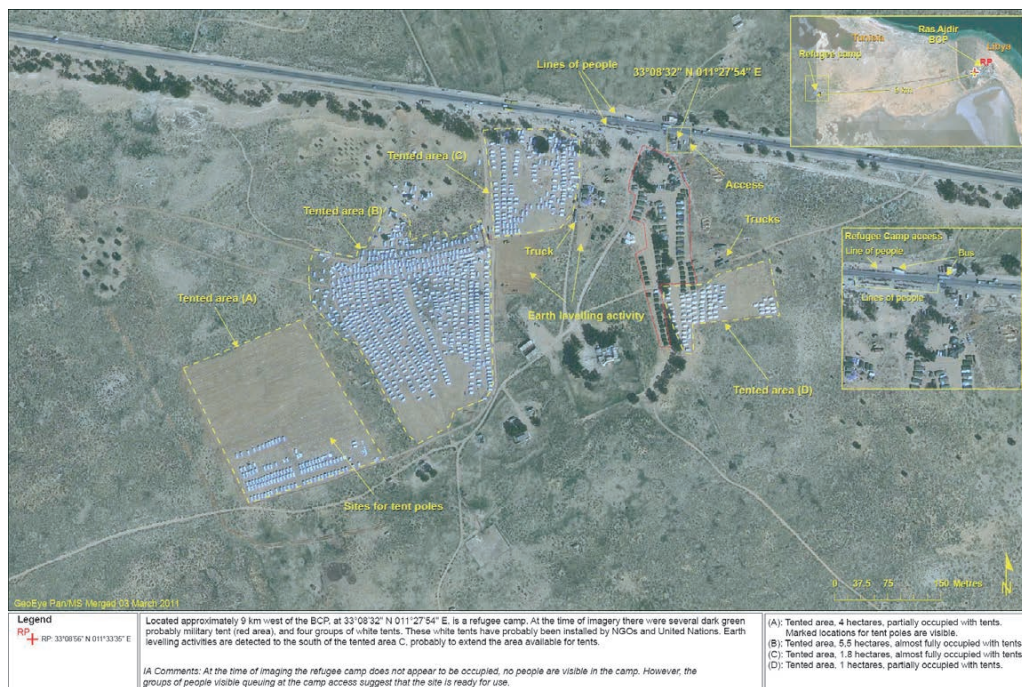 Tunisia
Ras Ajdir
BCP
Libya
RP
Refugee camp
9 km
Lines of people
33°08'32" N 011°27'54" E
Tented area (C)
Access
Tented area (B)
Trucks
Refugee Camp access
Line of people
Bus
Truck
Tented area (A)
Lines of people
Earth levelling activity
Tented area (D)
Sites for tent poles
0 37.5 75 150 Metres
N
GeoEye Pan/MS Merged 03 March 2011
Legend
RP
RP: 33°08'56" N 011°33'35" E
Located approximately 9 km west of the BCP, at 33°08'32" N 011°27'54" E. is a refugee camp. At the time of imagery there were several dark green
probably military tent (red area), and four groups of white tents. These white tents have probably been installed by NGOs and United Nations. Earth
levelling activities are detected to the south of the tented area C, probably to extend the area available for tents.
IA Comments: At the time of imaging the refugee camp does not appear to be occupied, no people are visible in the camp. However, the
groups of people visible queuing at the camp access suggest that the site is ready for use.
(A): Tented area, 4 hectares, partially occupied with tents.
Marked locations for tent poles are visible.
(B): Tented area, 5,5 hectares, almost fully occupied with tents
(C): Tented area, 1.8 hectares, almost fully occupied with tents
(D): Tented area, 1 hectares, partially occupied with tents.